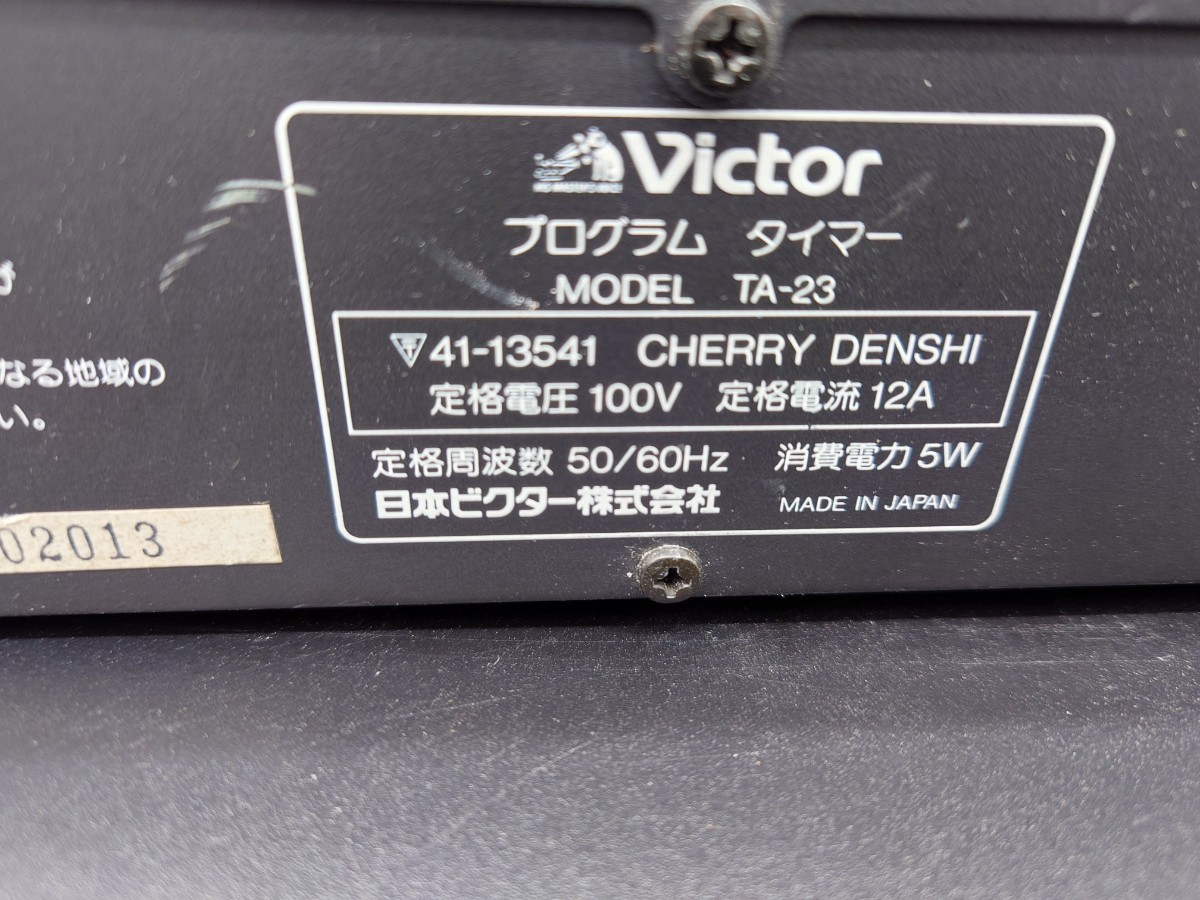 Victor
プログラム タイマー
MODEL TA-23
41-13541 CHERRY DENSHI
定格電圧 100V 定格電流 12A
定格周波数 50/60Hz 消費電力 5W
日本ビクター株式会社 MADE IN JAPAN
なる地域の
い。
02013